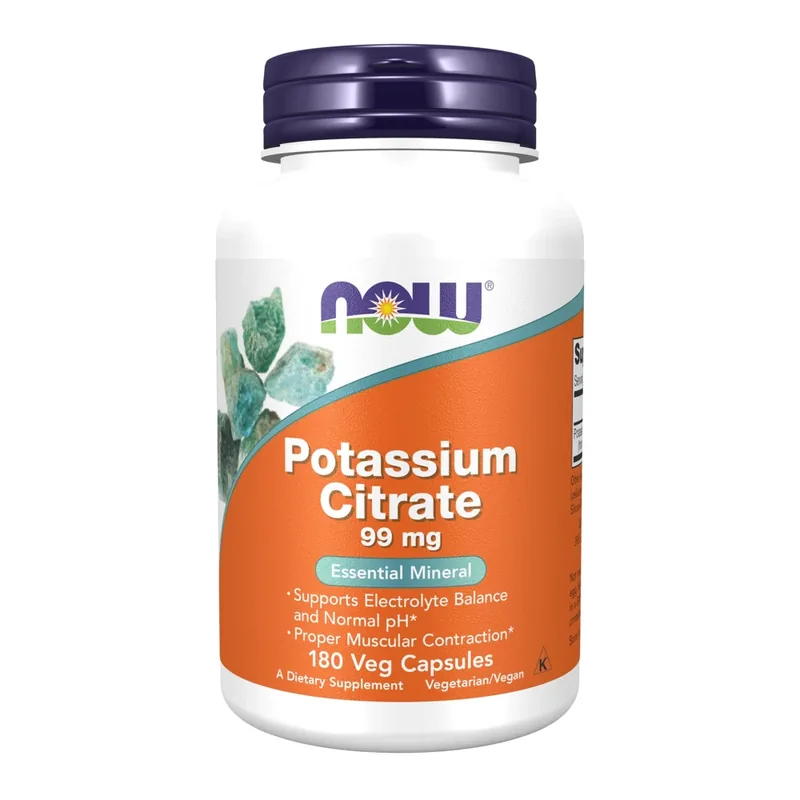 NOW®
Potassium
Citrate
99 mg
Essential Mineral
• Supports Electrolyte Balance
and Normal pH*
• Proper Muscular Contraction*
180 Veg Capsules
A Dietary Supplement Vegetarian/Vegan
K